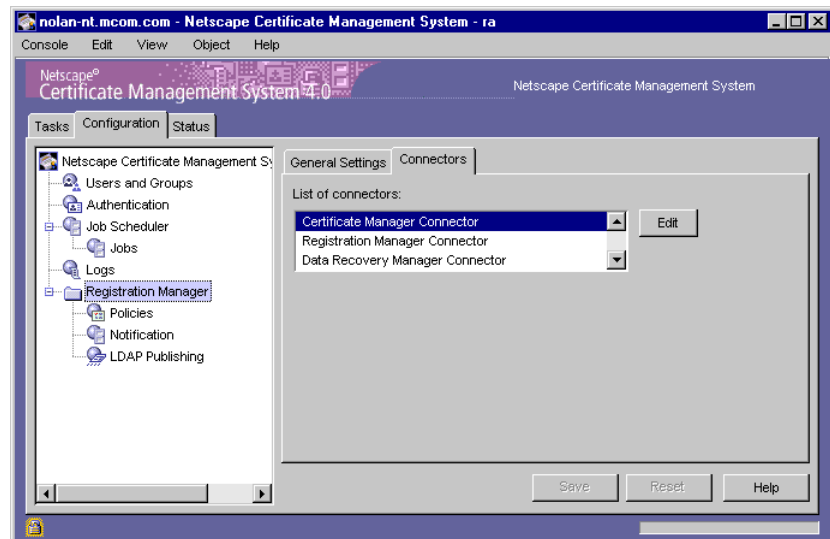 nolan-nt.mcom.com - Netscape Certificate Management System - ra
Console Edit View Object Help
Netscape®
Certificate Management System 4.0
Netscape Certificate Management System
Tasks Configuration Status
Netscape Certificate Management Sy
Users and Groups
Authentication
Job Scheduler
Jobs
Logs
Registration Manager
Policies
Notification
LDAP Publishing
General Settings Connectors
List of connectors:
Certificate Manager Connector
Registration Manager Connector
Data Recovery Manager Connector
Edit
Save Reset Help